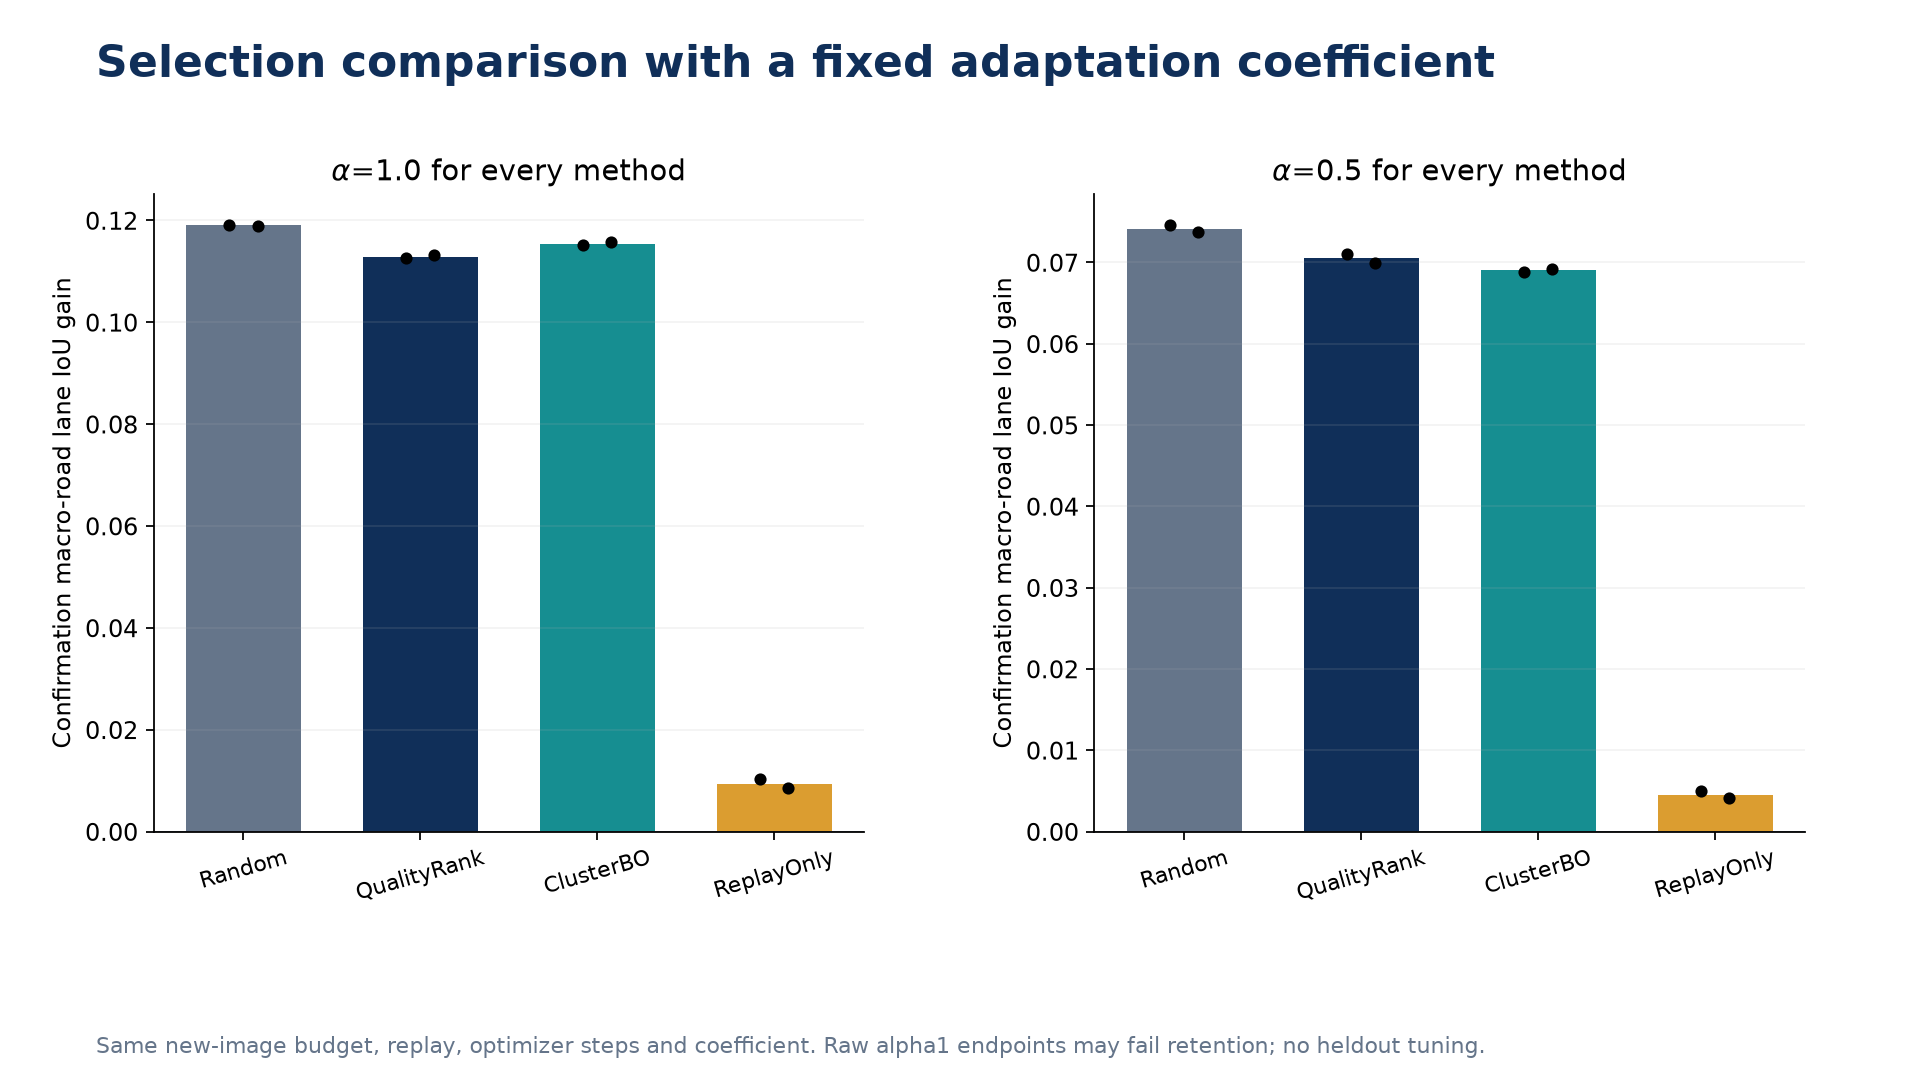 Selection comparison with a fixed adaptation coefficient
α=1.0 for every method
Confirmation macro-road lane IoU gain
0.12
0.10
0.08
0.06
0.04
0.02
0.00
Random
QualityRank
ClusterBO
ReplayOnly
α=0.5 for every method
Confirmation macro-road lane IoU gain
0.07
0.06
0.05
0.04
0.03
0.02
0.01
0.00
Random
QualityRank
ClusterBO
ReplayOnly
Same new-image budget, replay, optimizer steps and coefficient. Raw alpha1 endpoints may fail retention; no heldout tuning.